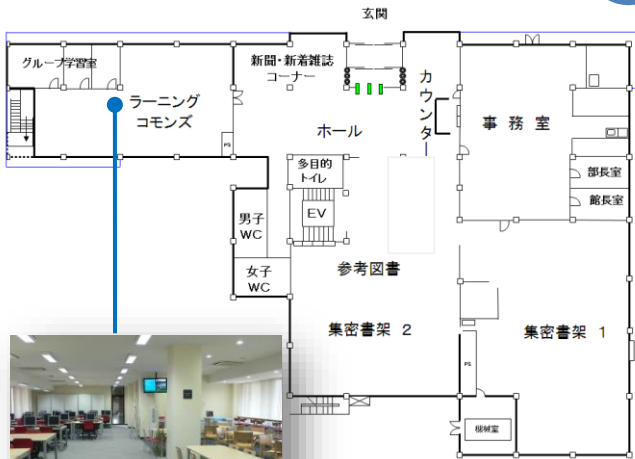 玄関
グループ学習室
新聞・新着雑誌
コーナー
カウンター
ラーニング
コモンズ
ホール
事務室
PS
多目的
トイレ
部長室
館長室
EV
男子
WC
女子
WC
参考図書
集密書架 2
集密書架 1
PS
機械室